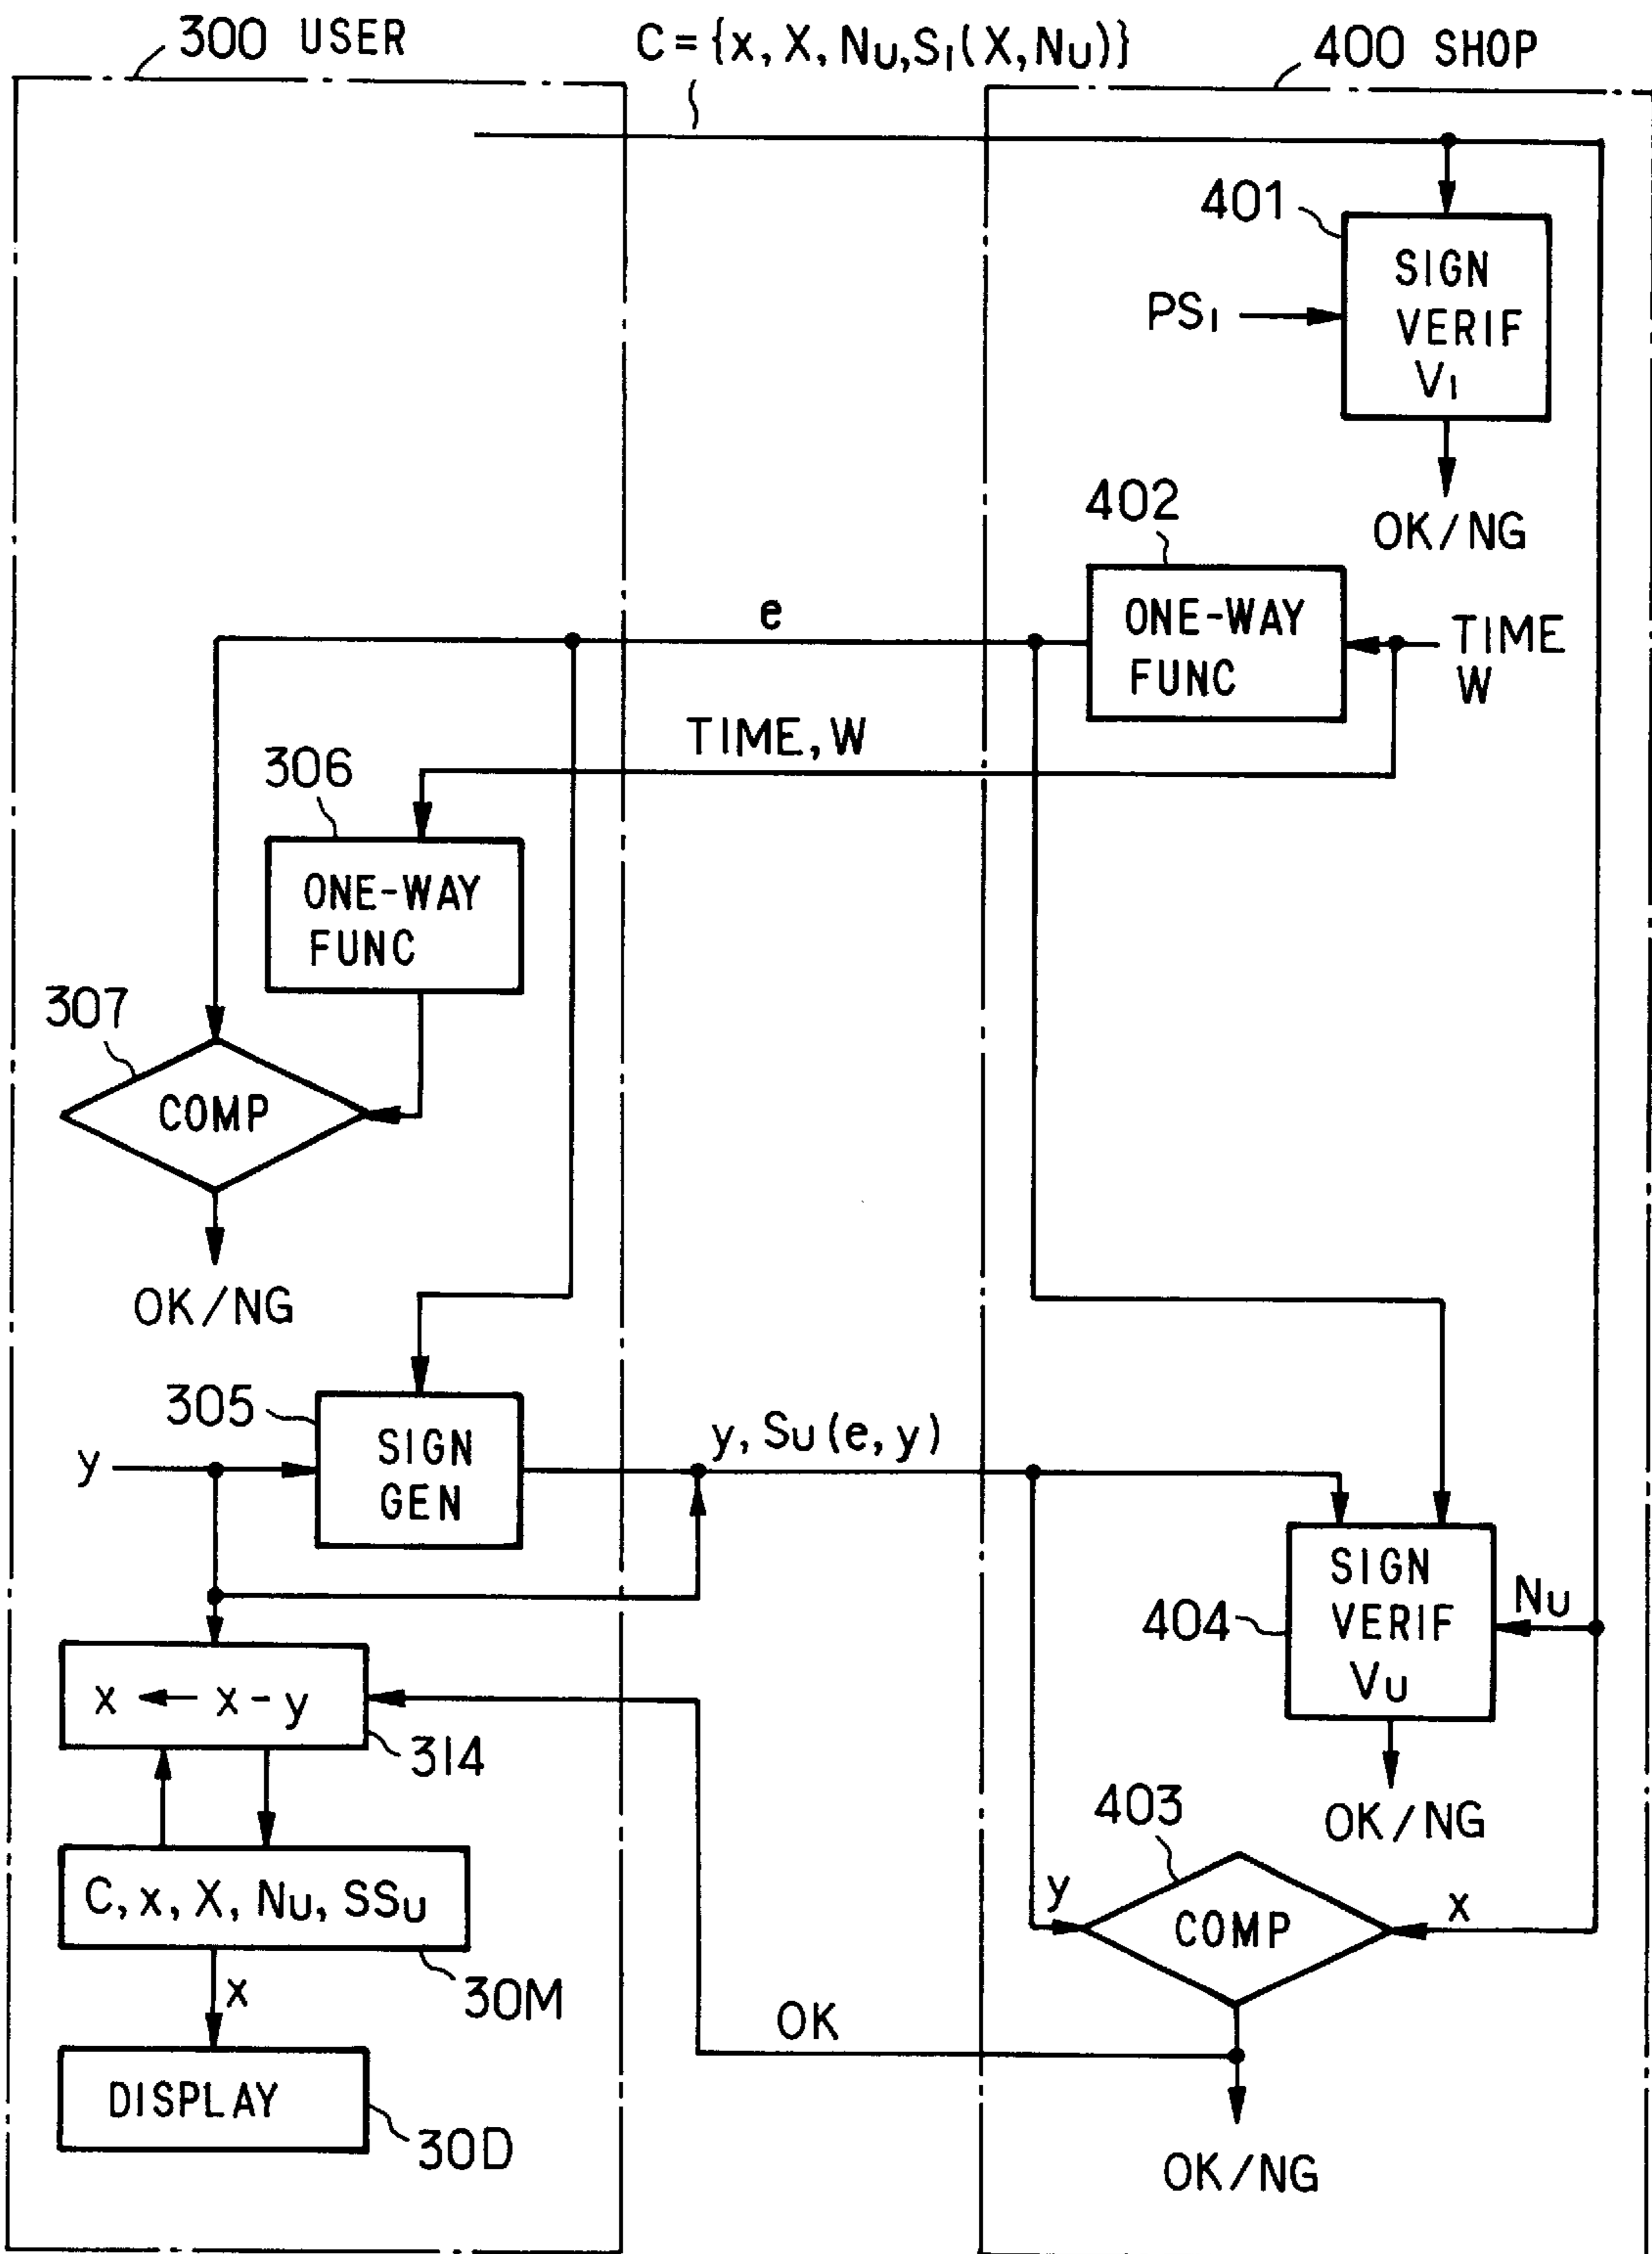 300 USER
C = {x, X, NU, SI(X, NU)}
400 SHOP
401
SIGN
VERIF
VI
PSI
OK/NG
402
ONE-WAY
FUNC
e
TIME
W
TIME, W
306
ONE-WAY
FUNC
307
COMP
OK/NG
305
SIGN
GEN
y
y, SU(e, y)
SIGN
VERIF
VU
NU
404
x ← x - y
314
OK/NG
403
C, x, X, NU, SSU
y
COMP
x
x
30M
OK
DISPLAY
30D
OK/NG